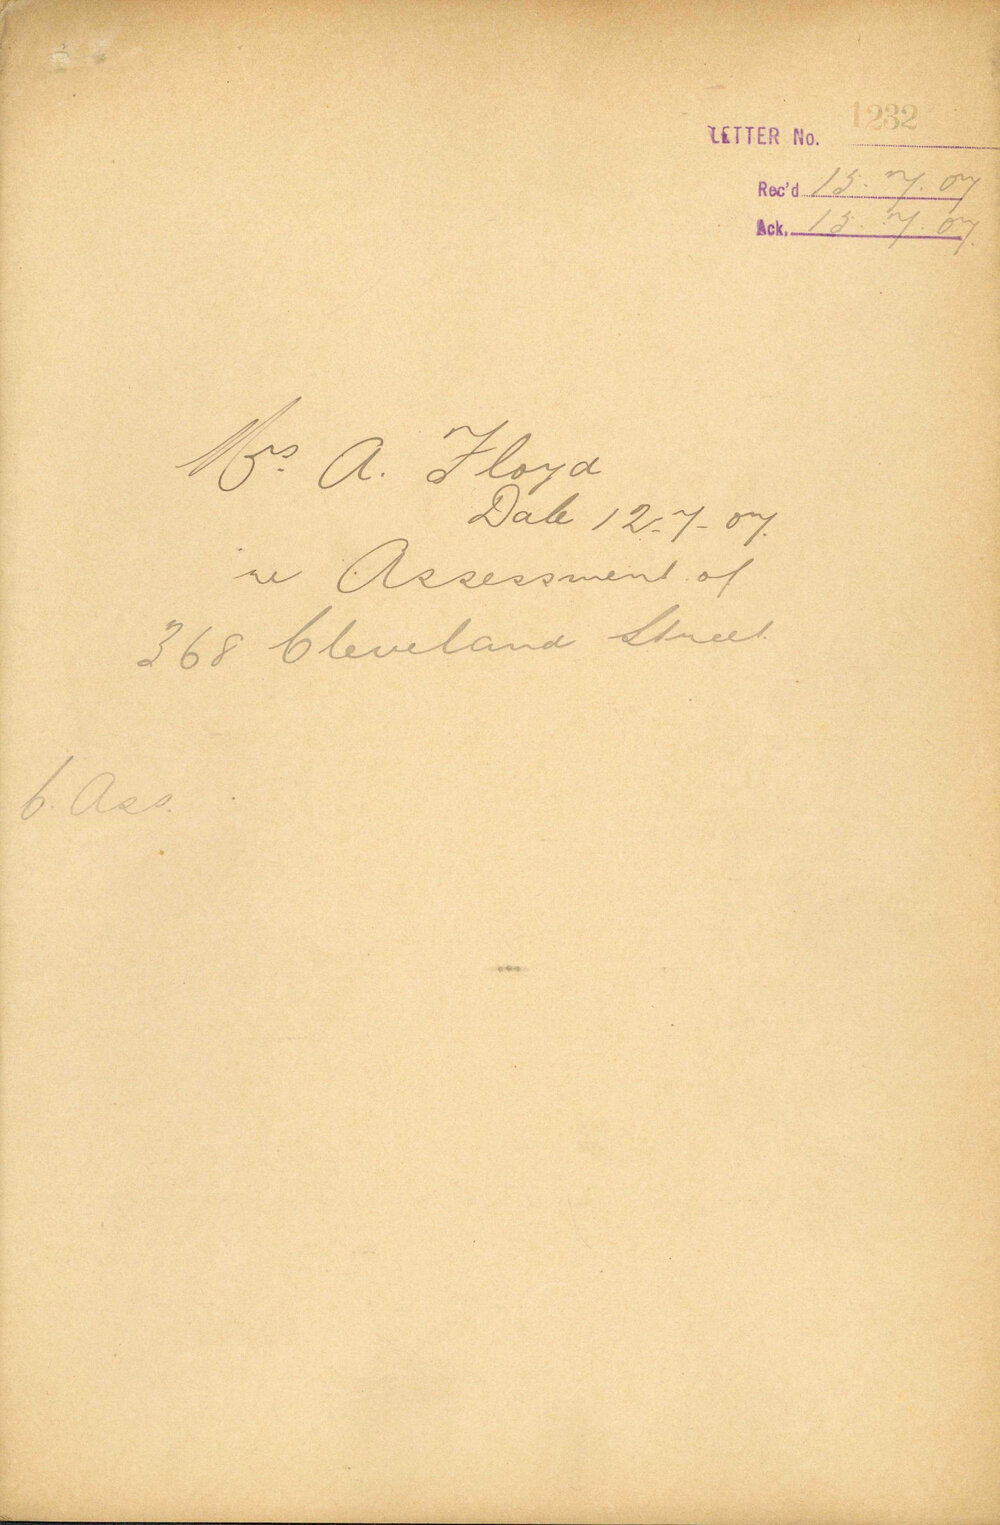 LETTER No. 1232
Rec'd 15.7.07
Ack. 15.7.07
Mrs. A. Floyd
Date 12-7-07.
re Assessment of
368 Cleveland Street
C. Ass.